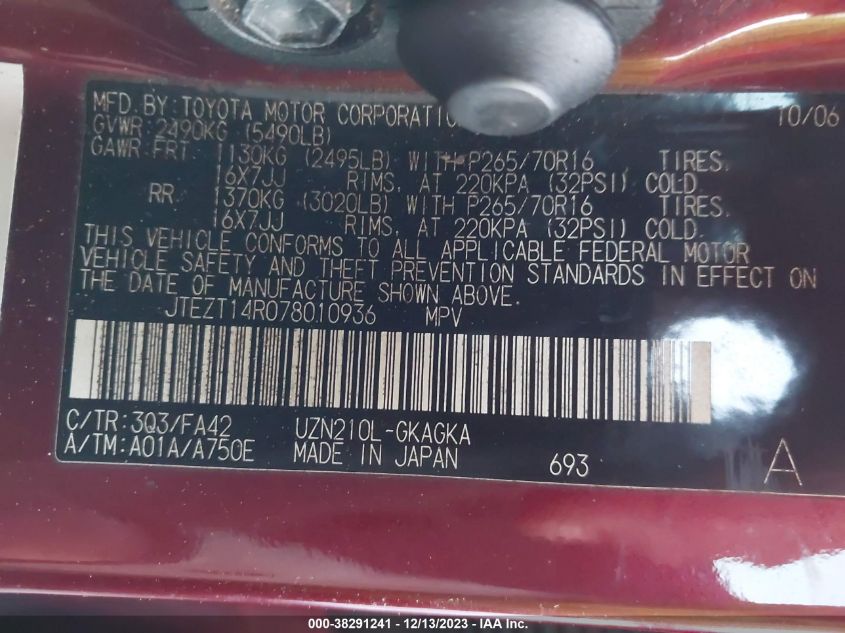 MFD. BY: TOYOTA MOTOR CORPORATION 10/06
GVWR: 2490KG (5490LB)
GAWR: FRT 1130KG (2495LB) WITH P265/70R16 TIRES,
16X7JJ RIMS, AT 220KPA (32PSI) COLD.
RR 1370KG (3020LB) WITH P265/70R16 TIRES,
16X7JJ RIMS, AT 220KPA (32PSI) COLD.
THIS VEHICLE CONFORMS TO ALL APPLICABLE FEDERAL MOTOR
VEHICLE SAFETY AND THEFT PREVENTION STANDARDS IN EFFECT ON
THE DATE OF MANUFACTURE SHOWN ABOVE.
JTEZT14R078010936 MPV
C/TR: 3Q3/FA42 UZN210L-GKAGKA
A/TM: A01A/A750E MADE IN JAPAN 693 A
000-38291241 - 12/13/2023 - IAA Inc.